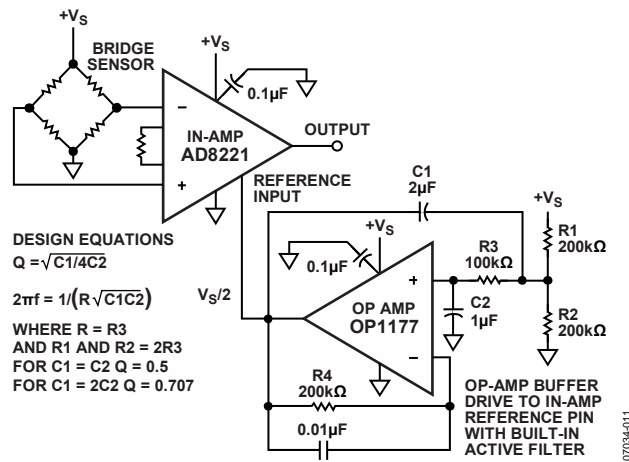 +VS
BRIDGE
SENSOR
+VS
0.1µF
−
IN-AMP
AD8221
+
OUTPUT
REFERENCE
INPUT
C1
2µF
+VS
R1
200kΩ
R3
100kΩ
R2
200kΩ
C2
1µF
+VS
0.1µF
+
OP AMP
OP1177
−
VS/2
R4
200kΩ
0.01µF
DESIGN EQUATIONS
Q = √C1/4C2
2πf = 1/(R√C1C2)
WHERE R = R3
AND R1 AND R2 = 2R3
FOR C1 = C2 Q = 0.5
FOR C1 = 2C2 Q = 0.707
OP-AMP BUFFER
DRIVE TO IN-AMP
REFERENCE PIN
WITH BUILT-IN
ACTIVE FILTER
07034-011